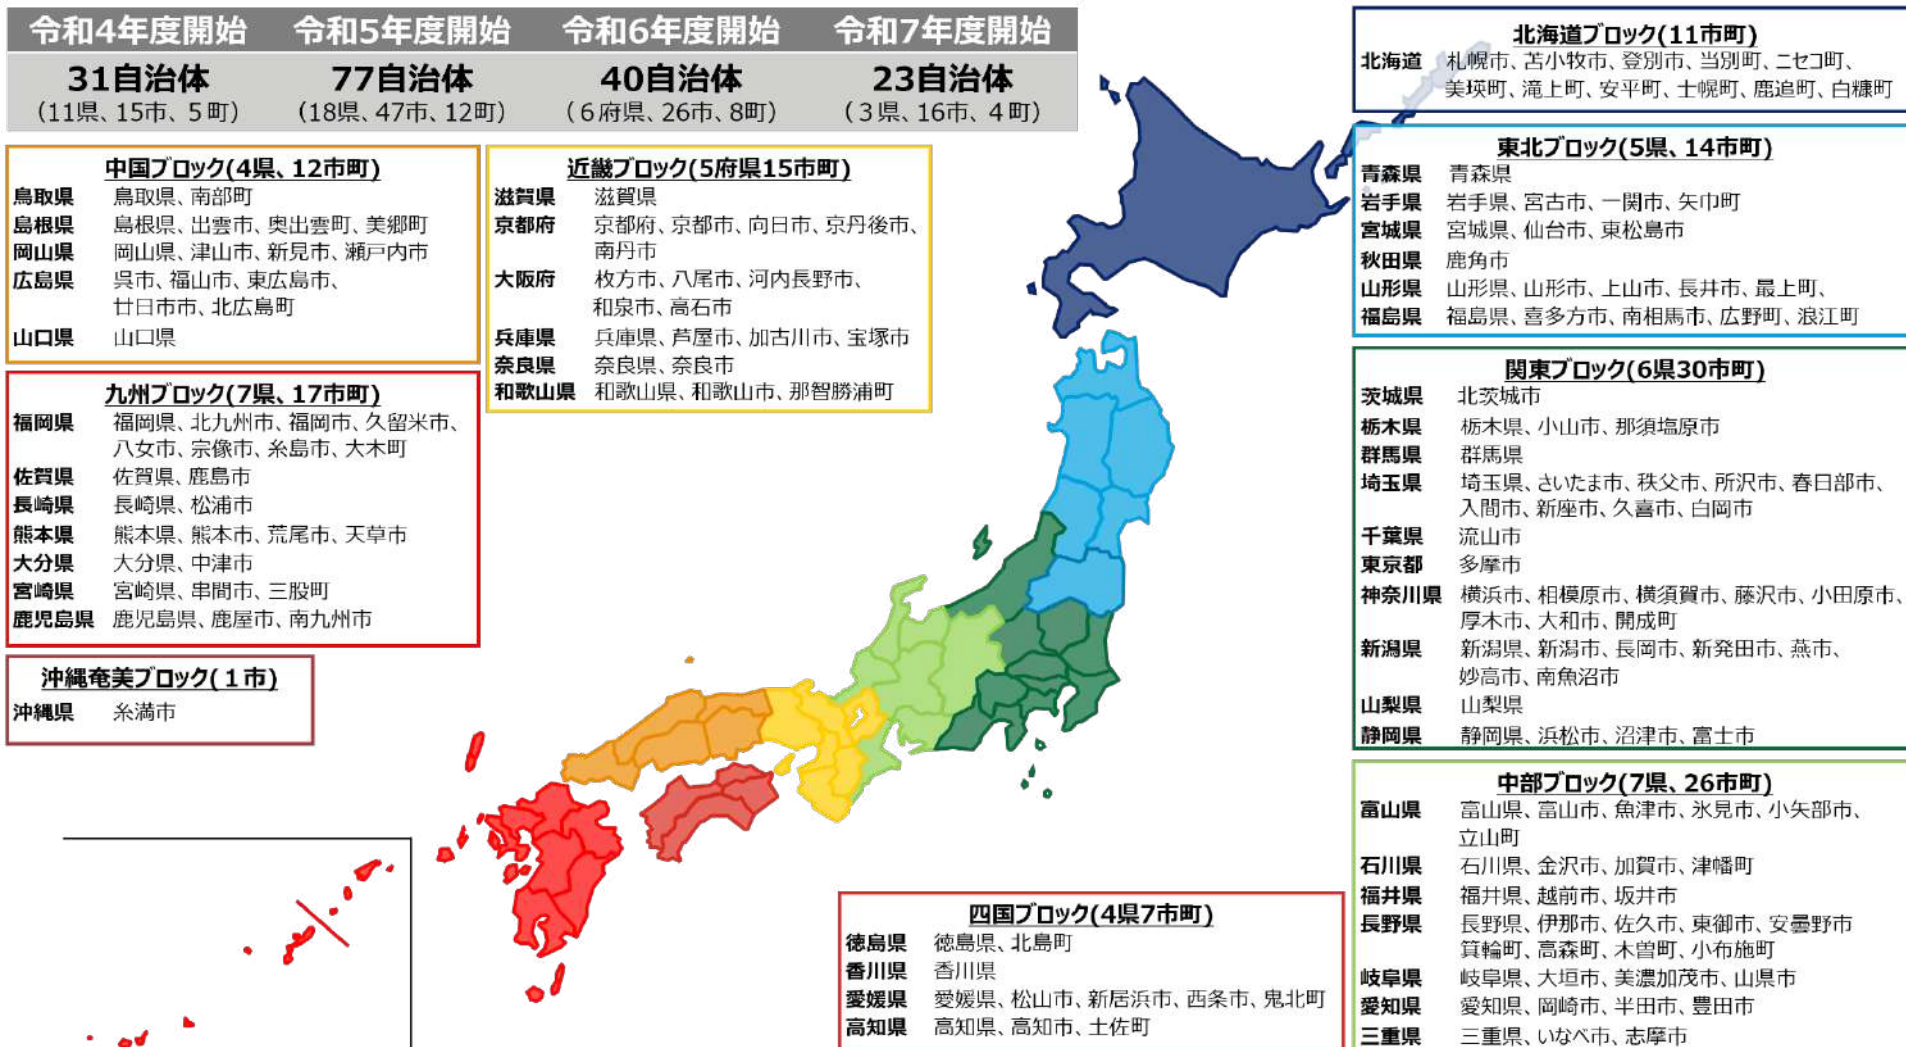 令和4年度開始 令和5年度開始 令和6年度開始 令和7年度開始
31自治体 77自治体 40自治体 23自治体
(11県、15市、5町) (18県、47市、12町) (6府県、26市、8町) (3県、16市、4町)
中国ブロック(4県、12市町)
鳥取県 鳥取県、南部町
島根県 島根県、出雲市、奥出雲町、美郷町
岡山県 岡山県、津山市、新見市、瀬戸内市
広島県 呉市、福山市、東広島市、
廿日市市、北広島町
山口県 山口県
近畿ブロック(5府県15市町)
滋賀県 滋賀県
京都府 京都府、京都市、向日市、京丹後市、
南丹市
大阪府 枚方市、八尾市、河内長野市、
和泉市、高石市
兵庫県 兵庫県、芦屋市、加古川市、宝塚市
奈良県 奈良県、奈良市
和歌山県 和歌山県、和歌山市、那智勝浦町
九州ブロック(7県、17市町)
福岡県 福岡県、北九州市、福岡市、久留米市、
八女市、宗像市、糸島市、大木町
佐賀県 佐賀県、鹿島市
長崎県 長崎県、松浦市
熊本県 熊本県、熊本市、荒尾市、天草市
大分県 大分県、中津市
宮崎県 宮崎県、串間市、三股町
鹿児島県 鹿児島県、鹿屋市、南九州市
沖縄奄美ブロック(1市)
沖縄県 糸満市
北海道ブロック(11市町)
北海道 札幌市、苫小牧市、登別市、当別町、ニセコ町、
美瑛町、滝上町、安平町、士幌町、鹿追町、白糠町
東北ブロック(5県、14市町)
青森県 青森県
岩手県 岩手県、宮古市、一関市、矢巾町
宮城県 宮城県、仙台市、東松島市
秋田県 鹿角市
山形県 山形県、山形市、上山市、長井市、最上町、
福島県 福島県、喜多方市、南相馬市、広野町、浪江町
関東ブロック(6県30市町)
茨城県 北茨城市
栃木県 栃木県、小山市、那須塩原市
群馬県 群馬県
埼玉県 埼玉県、さいたま市、秩父市、所沢市、春日部市、
入間市、新座市、久喜市、白岡市
千葉県 流山市
東京都 多摩市
神奈川県 横浜市、相模原市、横須賀市、藤沢市、小田原市、
厚木市、大和市、開成町
新潟県 新潟県、新潟市、長岡市、新発田市、燕市、
妙高市、南魚沼市
山梨県 山梨県
静岡県 静岡県、浜松市、沼津市、富士市
中部ブロック(7県、26市町)
富山県 富山県、富山市、魚津市、氷見市、小矢部市、
立山町
石川県 石川県、金沢市、加賀市、津幡町
福井県 福井県、越前市、坂井市
長野県 長野県、伊那市、佐久市、東御市、安曇野市
箕輪町、高森町、木曽町、小布施町
岐阜県 岐阜県、大垣市、美濃加茂市、山県市
愛知県 愛知県、岡崎市、半田市、豊田市
三重県 三重県、いなべ市、志摩市
四国ブロック(4県7市町)
徳島県 徳島県、北島町
香川県 香川県
愛媛県 愛媛県、松山市、新居浜市、西条市、鬼北町
高知県 高知県、高知市、土佐町